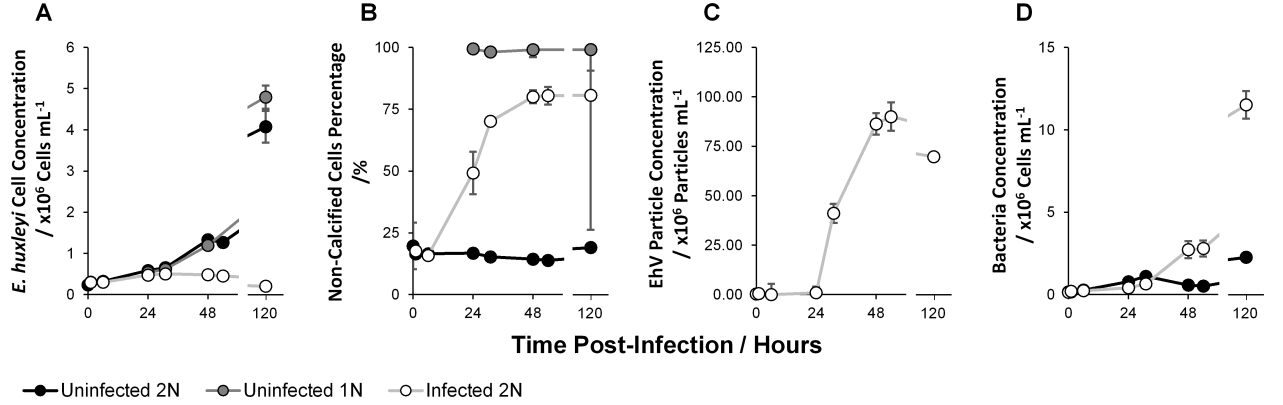 A
B
C
D
E. huxleyi Cell Concentration
/ x10⁶ Cells mL⁻¹
6
5
4
3
2
1
0
0 24 48 120
Non-Calcified Cells Percentage
/%
100
75
50
25
0
0 24 48 120
EhV Particle Concentration
/ x10⁶ Particles mL⁻¹
125.00
100.00
75.00
50.00
25.00
0.00
0 24 48 120
Bacteria Concentration
/ x10⁶ Cells mL⁻¹
15
10
5
0
0 24 48 120
Time Post-Infection / Hours
Uninfected 2N Uninfected 1N Infected 2N